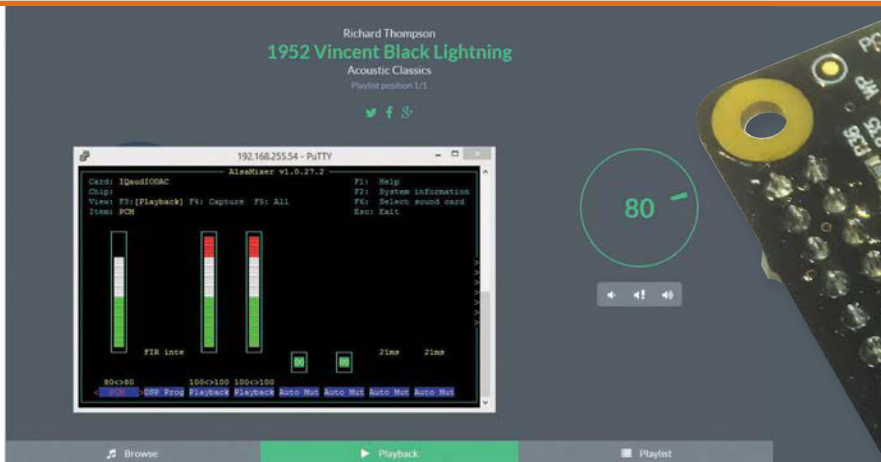 Richard Thompson
1952 Vincent Black Lightning
Acoustic Classics
Playlist position 1/1
192.168.255.54 - PuTTY
AlsaMixer v1.0.27.2
Card: IQaudIODAC
Chip:
View: F3:[Playback] F4: Capture F5: All
Item: PCM
F1: Help
F2: System information
F6: Select sound card
Esc: Exit
80
FIR inte
21ms 21ms
80<>80 100<>100 100<>100
< PCM >DSP Prog Playback Playback Auto Mut Auto Mut Auto Mut Auto Mut
Browse
Playback
Playlist